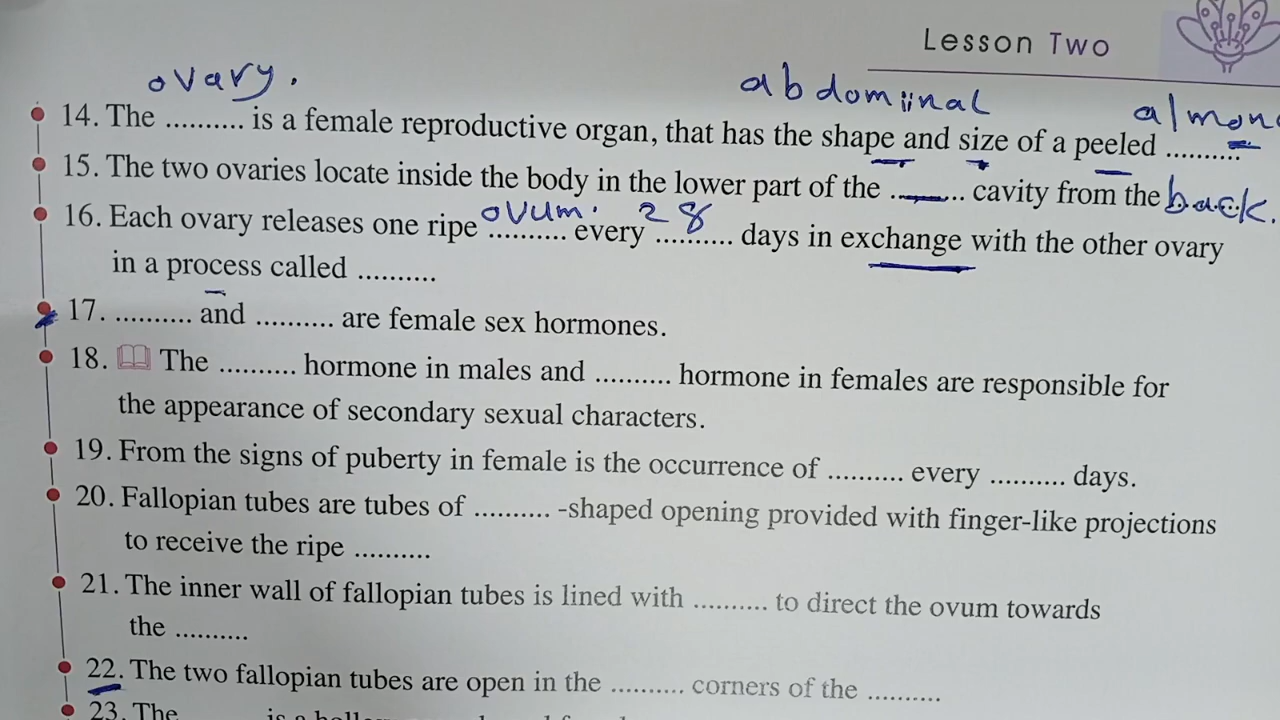 Lesson Two
ovary.
abdomiinal
almon
14. The .......... is a female reproductive organ, that has the shape and size of a peeled ..........
15. The two ovaries locate inside the body in the lower part of the .......... cavity from the back.
16. Each ovary releases one ripe .......... every .......... days in exchange with the other ovary
ovum. 28
in a process called ..........
17. .......... and .......... are female sex hormones.
18. The .......... hormone in males and .......... hormone in females are responsible for
the appearance of secondary sexual characters.
19. From the signs of puberty in female is the occurrence of .......... every .......... days.
20. Fallopian tubes are tubes of .......... -shaped opening provided with finger-like projections
to receive the ripe ..........
21. The inner wall of fallopian tubes is lined with .......... to direct the ovum towards
the ..........
22. The two fallopian tubes are open in the .......... corners of the ..........
23. The